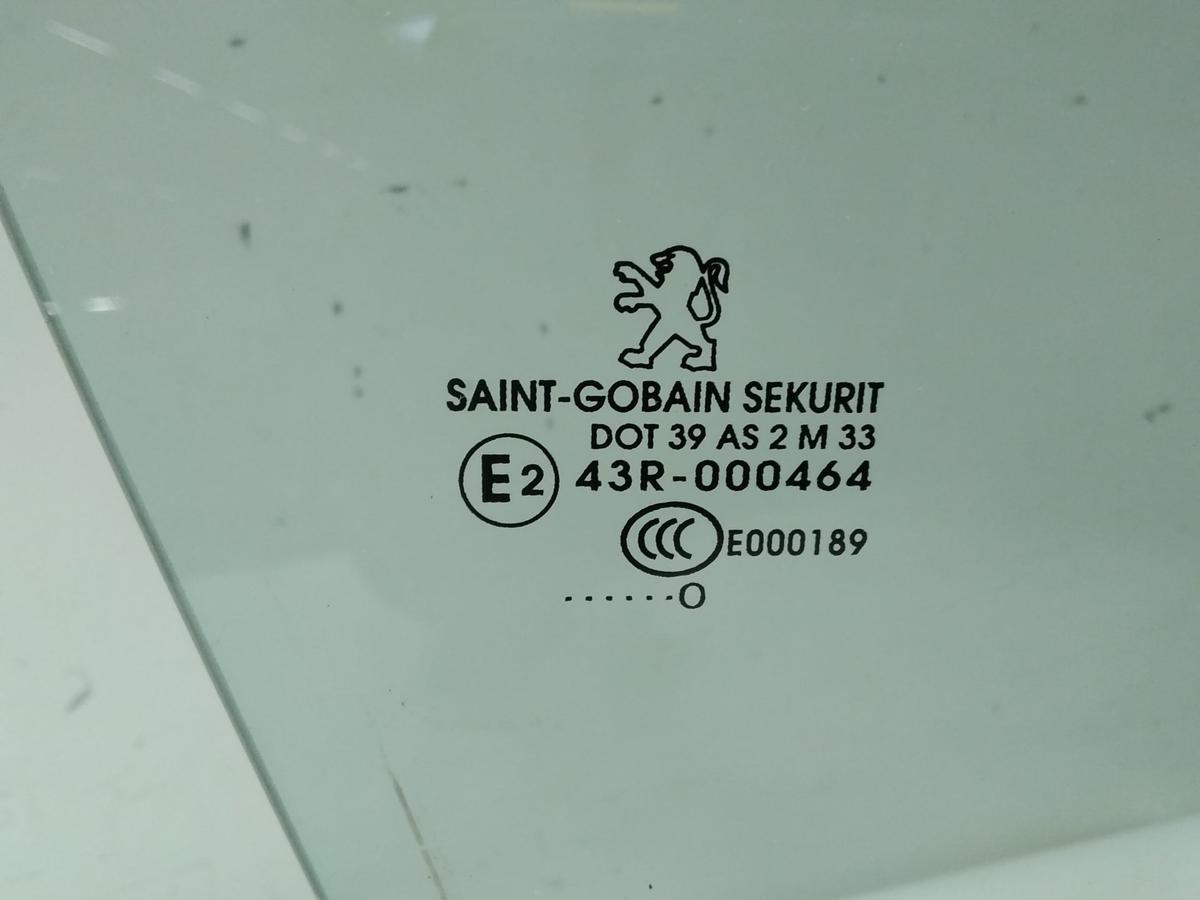 SAINT-GOBAIN SEKURIT
DOT 39 AS 2 M 33
E2 43R-000464
CCC E000189
......O